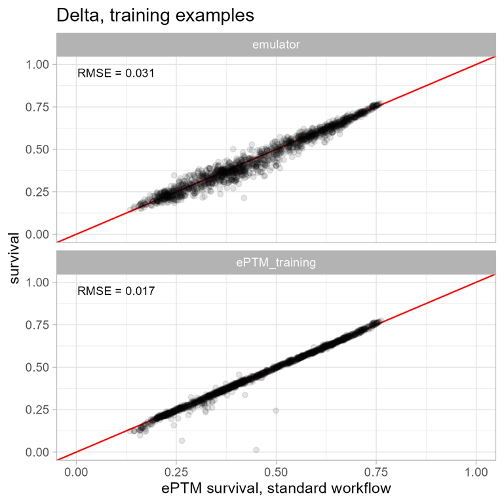 Delta, training examples
emulator
RMSE = 0.031
1.00
0.75
0.50
0.25
0.00
survival
ePTM_training
RMSE = 0.017
1.00
0.75
0.50
0.25
0.00
0.00 0.25 0.50 0.75 1.00
ePTM survival, standard workflow